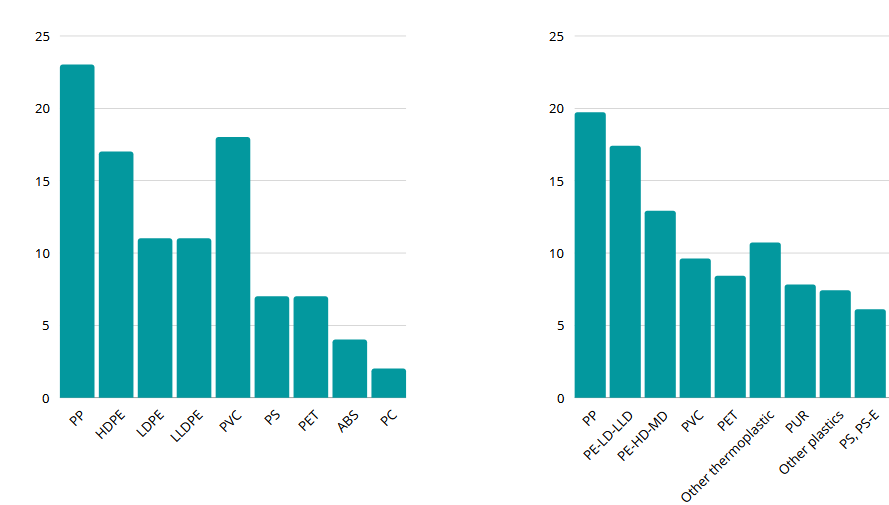 25
20
15
10
5
0
PP
HDPE
LDPE
LLDPE
PVC
PS
PET
ABS
PC
25
20
15
10
5
0
PP
PE-LD-LLD
PE-HD-MD
PVC
PET
Other thermoplastic
PUR
Other plastics
PS, PS-E